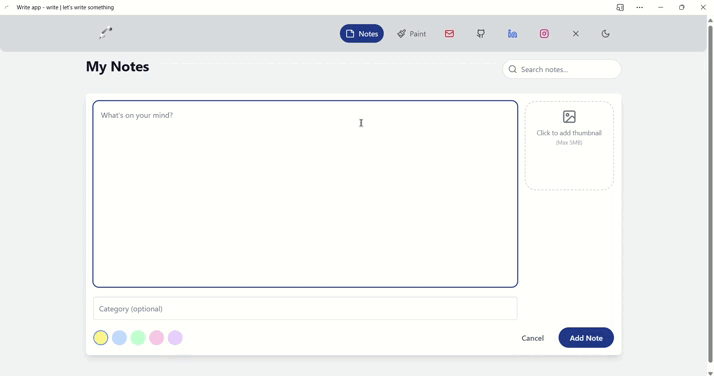 Write app - write | let's write something
Notes
Paint
My Notes
Search notes...
What's on your mind?
Click to add thumbnail
(Max 5MB)
Category (optional)
Cancel
Add Note